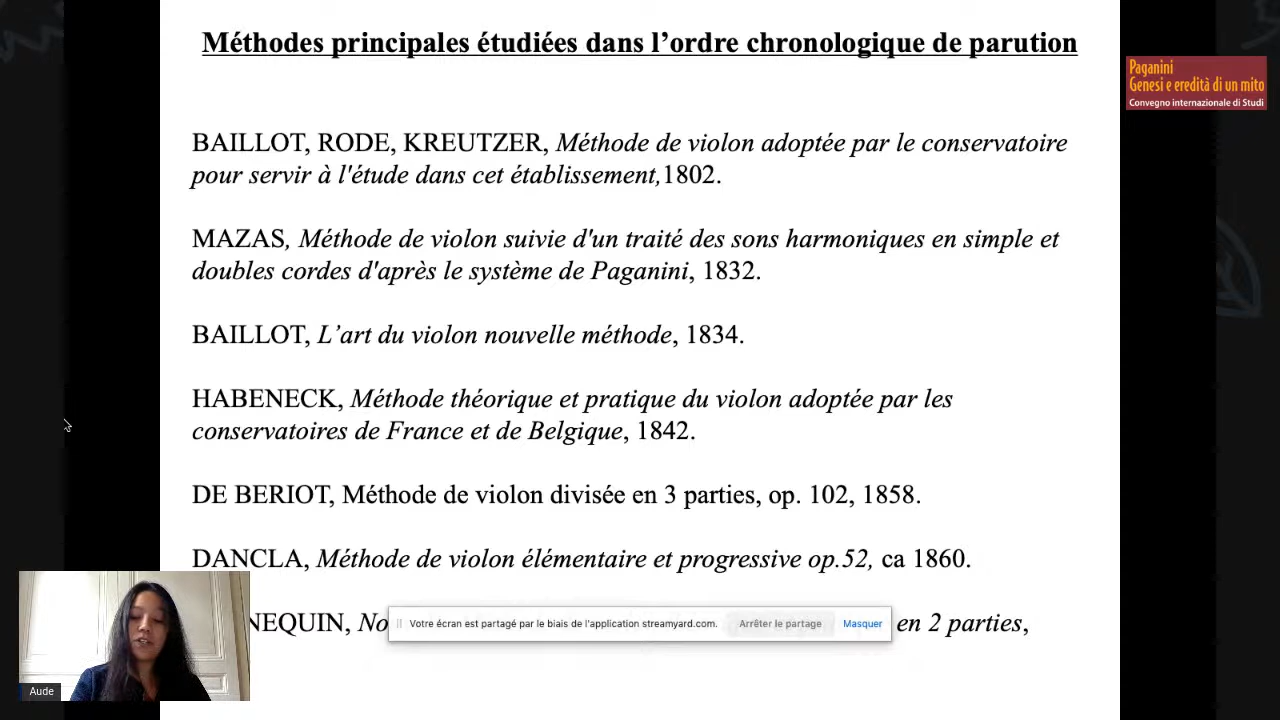 Méthodes principales étudiées dans l’ordre chronologique de parution
Paganini
Genesi e eredità di un mito
Convegno internazionale di Studi
BAILLOT, RODE, KREUTZER, Méthode de violon adoptée par le conservatoire
pour servir à l'étude dans cet établissement,1802.
MAZAS, Méthode de violon suivie d'un traité des sons harmoniques en simple et
doubles cordes d'après le système de Paganini, 1832.
BAILLOT, L’art du violon nouvelle méthode, 1834.
HABENECK, Méthode théorique et pratique du violon adoptée par les
conservatoires de France et de Belgique, 1842.
DE BERIOT, Méthode de violon divisée en 3 parties, op. 102, 1858.
DANCLA, Méthode de violon élémentaire et progressive op.52, ca 1860.
en 2 parties,
Votre écran est partagé par le biais de l’application streamyard.com. Arrêter le partage Masquer
Aude